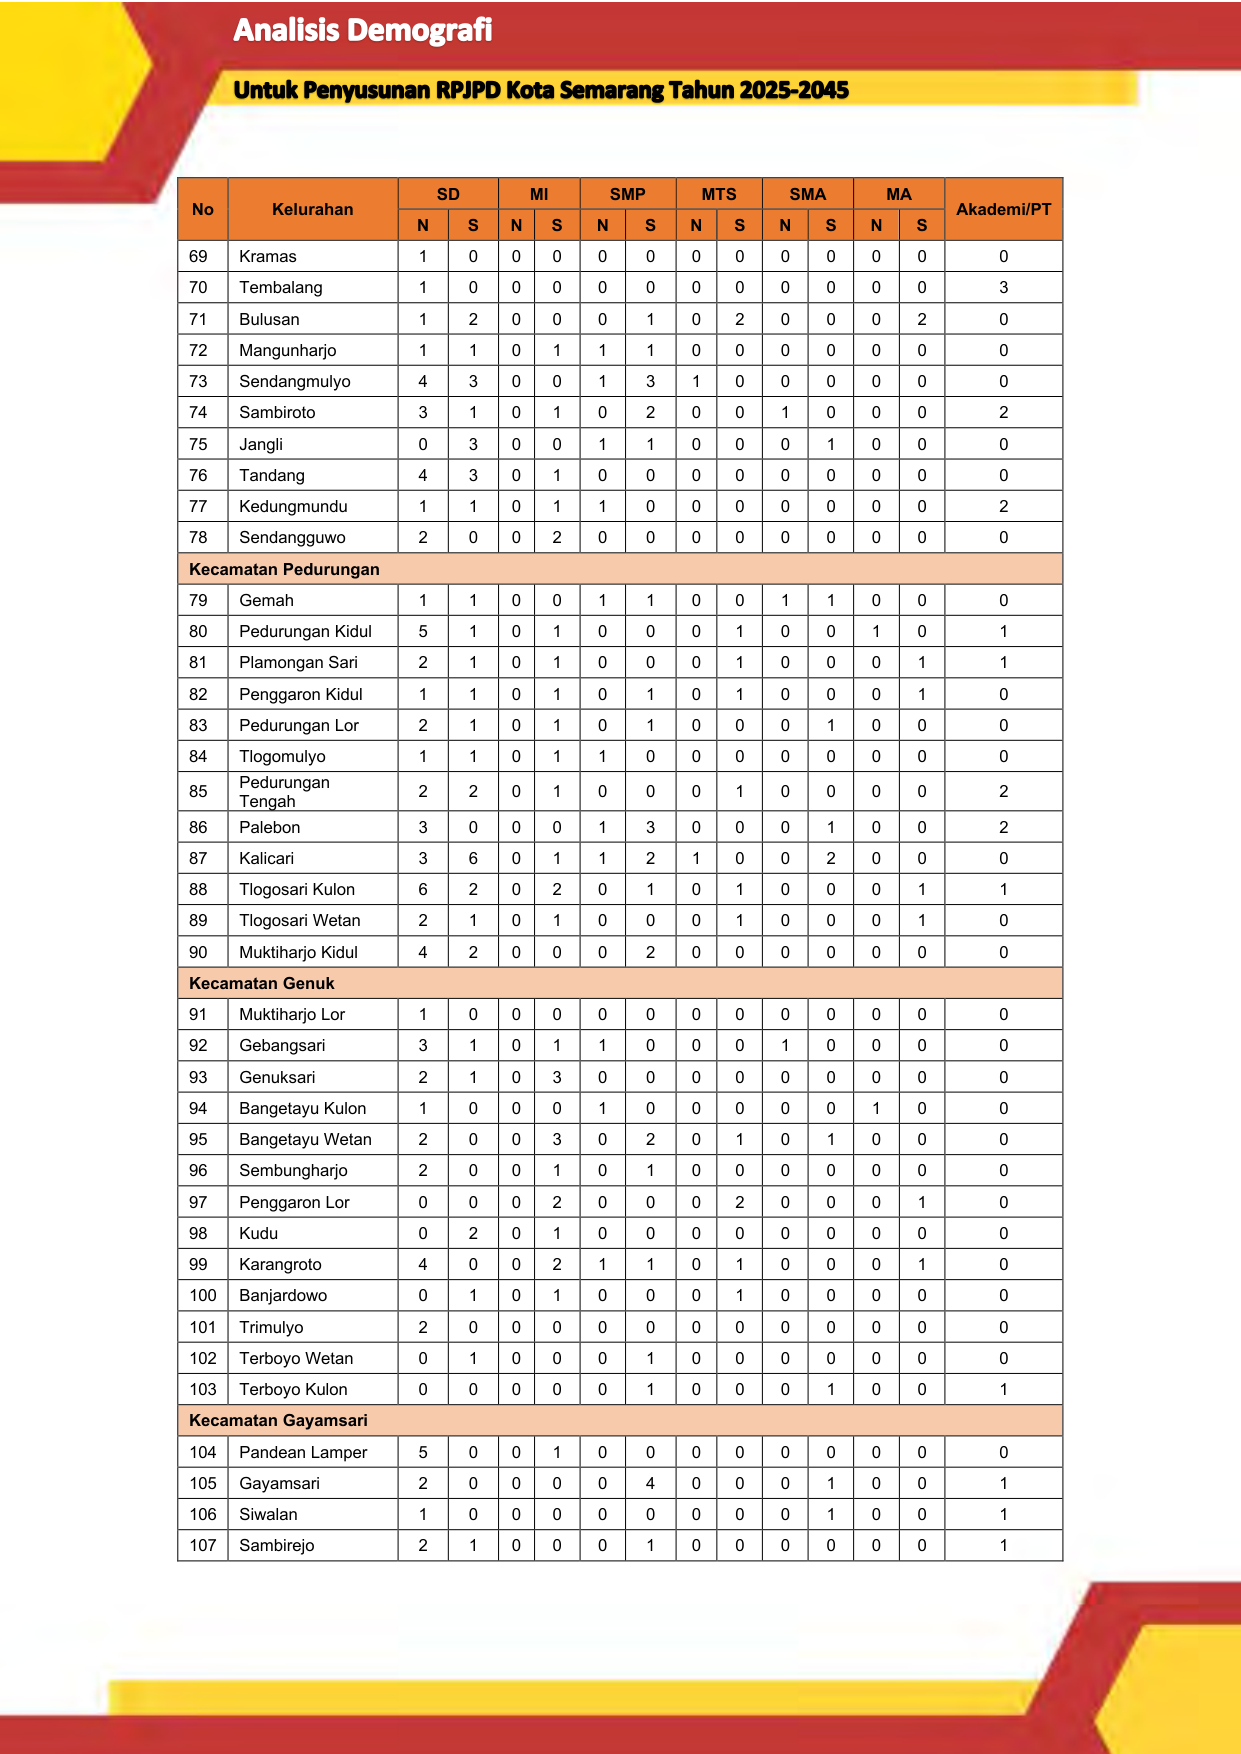 Analisis Demografi
Untuk Penyusunan RPJPD Kota Semarang Tahun 2025-2045
No Kelurahan SD MI SMP MTS SMA MA Akademi/PT
N S N S N S N S N S N S
69 Kramas 1 0 0 0 0 0 0 0 0 0 0 0 0
70 Tembalang 1 0 0 0 0 0 0 0 0 0 0 0 3
71 Bulusan 1 2 0 0 0 1 0 2 0 0 0 2 0
72 Mangunharjo 1 1 0 1 1 1 0 0 0 0 0 0 0
73 Sendangmulyo 4 3 0 0 1 3 1 0 0 0 0 0 0
74 Sambiroto 3 1 0 1 0 2 0 0 1 0 0 0 2
75 Jangli 0 3 0 0 1 1 0 0 0 1 0 0 0
76 Tandang 4 3 0 1 0 0 0 0 0 0 0 0 0
77 Kedungmundu 1 1 0 1 1 0 0 0 0 0 0 0 2
78 Sendangguwo 2 0 0 2 0 0 0 0 0 0 0 0 0
Kecamatan Pedurungan
79 Gemah 1 1 0 0 1 1 0 0 1 1 0 0 0
80 Pedurungan Kidul 5 1 0 1 0 0 0 1 0 0 1 0 1
81 Plamongan Sari 2 1 0 1 0 0 0 1 0 0 0 1 1
82 Penggaron Kidul 1 1 0 1 0 1 0 1 0 0 0 1 0
83 Pedurungan Lor 2 1 0 1 0 1 0 0 0 1 0 0 0
84 Tlogomulyo 1 1 0 1 1 0 0 0 0 0 0 0 0
85 Pedurungan
Tengah 2 2 0 1 0 0 0 1 0 0 0 0 2
86 Palebon 3 0 0 0 1 3 0 0 0 1 0 0 2
87 Kalicari 3 6 0 1 1 2 1 0 0 2 0 0 0
88 Tlogosari Kulon 6 2 0 2 0 1 0 1 0 0 0 1 1
89 Tlogosari Wetan 2 1 0 1 0 0 0 1 0 0 0 1 0
90 Muktiharjo Kidul 4 2 0 0 0 2 0 0 0 0 0 0 0
Kecamatan Genuk
91 Muktiharjo Lor 1 0 0 0 0 0 0 0 0 0 0 0 0
92 Gebangsari 3 1 0 1 1 0 0 0 1 0 0 0 0
93 Genuksari 2 1 0 3 0 0 0 0 0 0 0 0 0
94 Bangetayu Kulon 1 0 0 0 1 0 0 0 0 0 1 0 0
95 Bangetayu Wetan 2 0 0 3 0 2 0 1 0 1 0 0 0
96 Sembungharjo 2 0 0 1 0 1 0 0 0 0 0 0 0
97 Penggaron Lor 0 0 0 2 0 0 0 2 0 0 0 1 0
98 Kudu 0 2 0 1 0 0 0 0 0 0 0 0 0
99 Karangroto 4 0 0 2 1 1 0 1 0 0 0 1 0
100 Banjardowo 0 1 0 1 0 0 0 1 0 0 0 0 0
101 Trimulyo 2 0 0 0 0 0 0 0 0 0 0 0 0
102 Terboyo Wetan 0 1 0 0 0 1 0 0 0 0 0 0 0
103 Terboyo Kulon 0 0 0 0 0 1 0 0 0 1 0 0 1
Kecamatan Gayamsari
104 Pandean Lamper 5 0 0 1 0 0 0 0 0 0 0 0 0
105 Gayamsari 2 0 0 0 0 4 0 0 0 1 0 0 1
106 Siwalan 1 0 0 0 0 0 0 0 0 1 0 0 1
107 Sambirejo 2 1 0 0 0 1 0 0 0 0 0 0 1